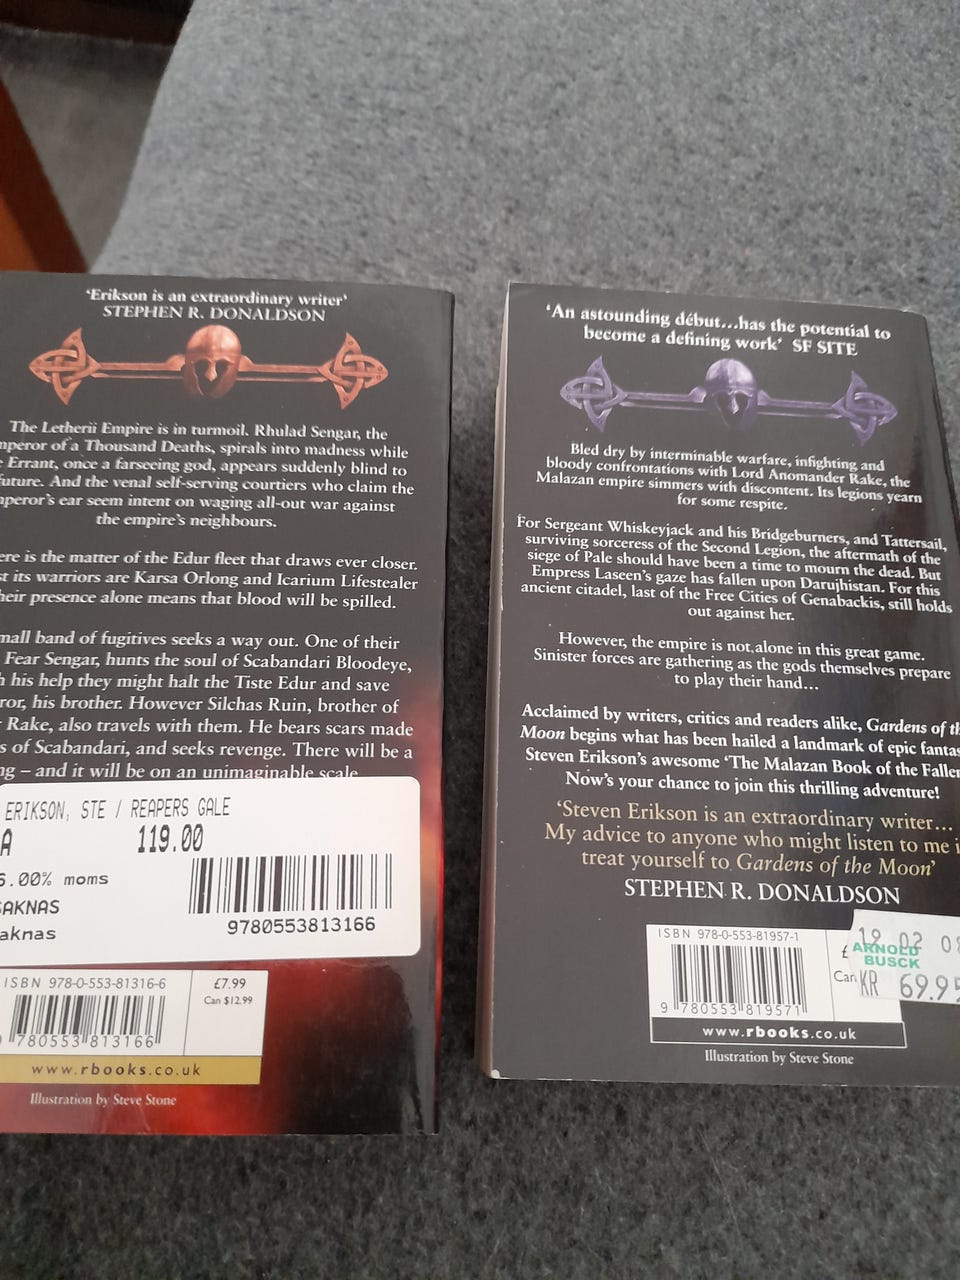 'Erikson is an extraordinary writer'
STEPHEN R. DONALDSON
The Letherii Empire is in turmoil. Rhulad Sengar, the
mperor of a Thousand Deaths, spirals into madness while
Errant, once a farseeing god, appears suddenly blind to
future. And the venal self-serving courtiers who claim the
mperor's ear seem intent on waging all-out war against
the empire's neighbours.
ere is the matter of the Edur fleet that draws ever closer.
st its warriors are Karsa Orlong and Icarium Lifestealer
heir presence alone means that blood will be spilled.
mall band of fugitives seeks a way out. One of their
Fear Sengar, hunts the soul of Scabandari Bloodeye,
h his help they might halt the Tiste Edur and save
ror, his brother. However Silchas Ruin, brother of
Rake, also travels with them. He bears scars made
s of Scabandari, and seeks revenge. There will be a
ng – and it will be on an unimaginable scale
ERIKSON, STE / REAPERS GALE
A 119.00
6.00% moms
SAKNAS
aknas
9780553813166
ISBN 978-0-553-81316-6
£7.99
Can $12.99
9 780553 813166
www.rbooks.co.uk
Illustration by Steve Stone
'An astounding début...has the potential to
become a defining work' SF SITE
Bled dry by interminable warfare, infighting and
bloody confrontations with Lord Anomander Rake, the
Malazan empire simmers with discontent. Its legions yearn
for some respite.
For Sergeant Whiskeyjack and his Bridgeburners, and Tattersail,
surviving sorceress of the Second Legion, the aftermath of the
siege of Pale should have been a time to mourn the dead. But
Empress Laseen's gaze has fallen upon Darujhistan. For this
ancient citadel, last of the Free Cities of Genabackis, still holds
out against her.
However, the empire is not alone in this great game.
Sinister forces are gathering as the gods themselves prepare
to play their hand...
Acclaimed by writers, critics and readers alike, Gardens of th
Moon begins what has been hailed a landmark of epic fantas
Steven Erikson's awesome 'The Malazan Book of the Fallen
Now's your chance to join this thrilling adventure!
'Steven Erikson is an extraordinary writer...
My advice to anyone who might listen to me i
treat yourself to Gardens of the Moon'
STEPHEN R. DONALDSON
ISBN 978-0-553-81957-1
£
Can
19 02 0
ARNOLD
BUSCK
KR 69.95
9 780553 819571
www.rbooks.co.uk
Illustration by Steve Stone